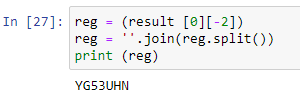 In [27]:
reg = (result [0][-2])
reg = ''.join(reg.split())
print (reg)
YG53UHN